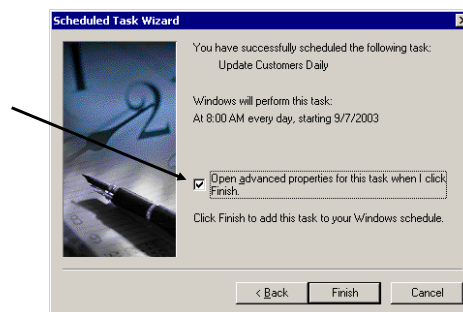 Scheduled Task Wizard
You have successfully scheduled the following task:
Update Customers Daily
Windows will perform this task:
At 8:00 AM every day, starting 9/7/2003
Open advanced properties for this task when I click
Finish.
Click Finish to add this task to your Windows schedule.
< Back Finish Cancel